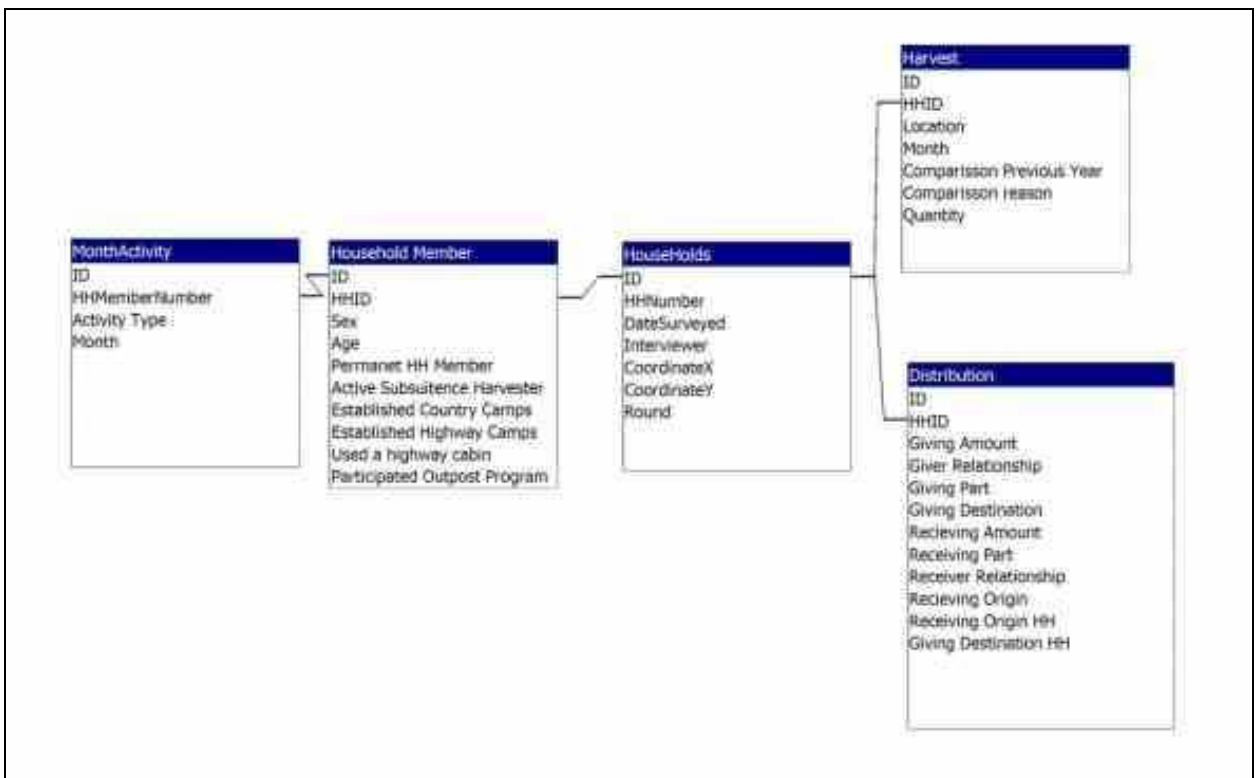 MonthActivity
ID
HHMemberNumber
Activity Type
Month
Household Member
ID
HHID
Sex
Age
Permanet HH Member
Active Subsuitence Harvester
Established Country Camps
Established Highway Camps
Used a highway cabin
Participated Outpost Program
HouseHolds
ID
HHNumber
DateSurveyed
Interviewer
CoordinateX
CoordinateY
Round
Harvest
ID
HHID
Location
Month
Comparisson Previous Year
Comparisson reason
Quantity
Distribution
ID
HHID
Giving Amount
Giver Relationship
Giving Part
Giving Destination
Recieving Amount
Receiving Part
Receiver Relationship
Recieving Origin
Receiving Origin HH
Giving Destination HH